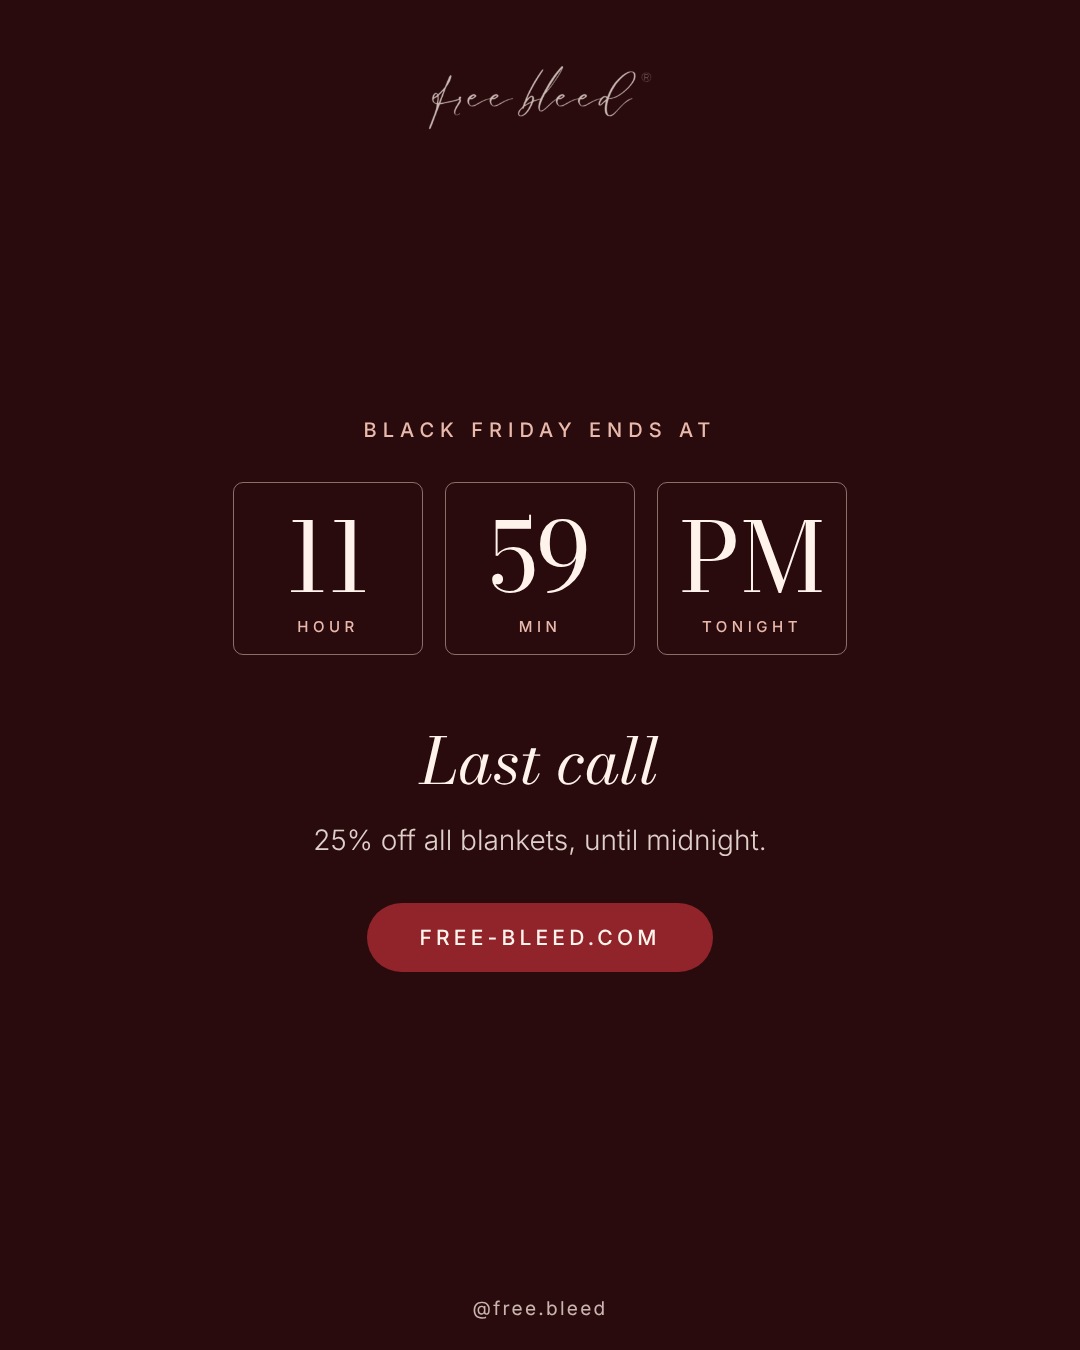 free bleed®
BLACK FRIDAY ENDS AT
11 59 PM
HOUR MIN TONIGHT
Last call
25% off all blankets, until midnight.
FREE-BLEED.COM
@free.bleed